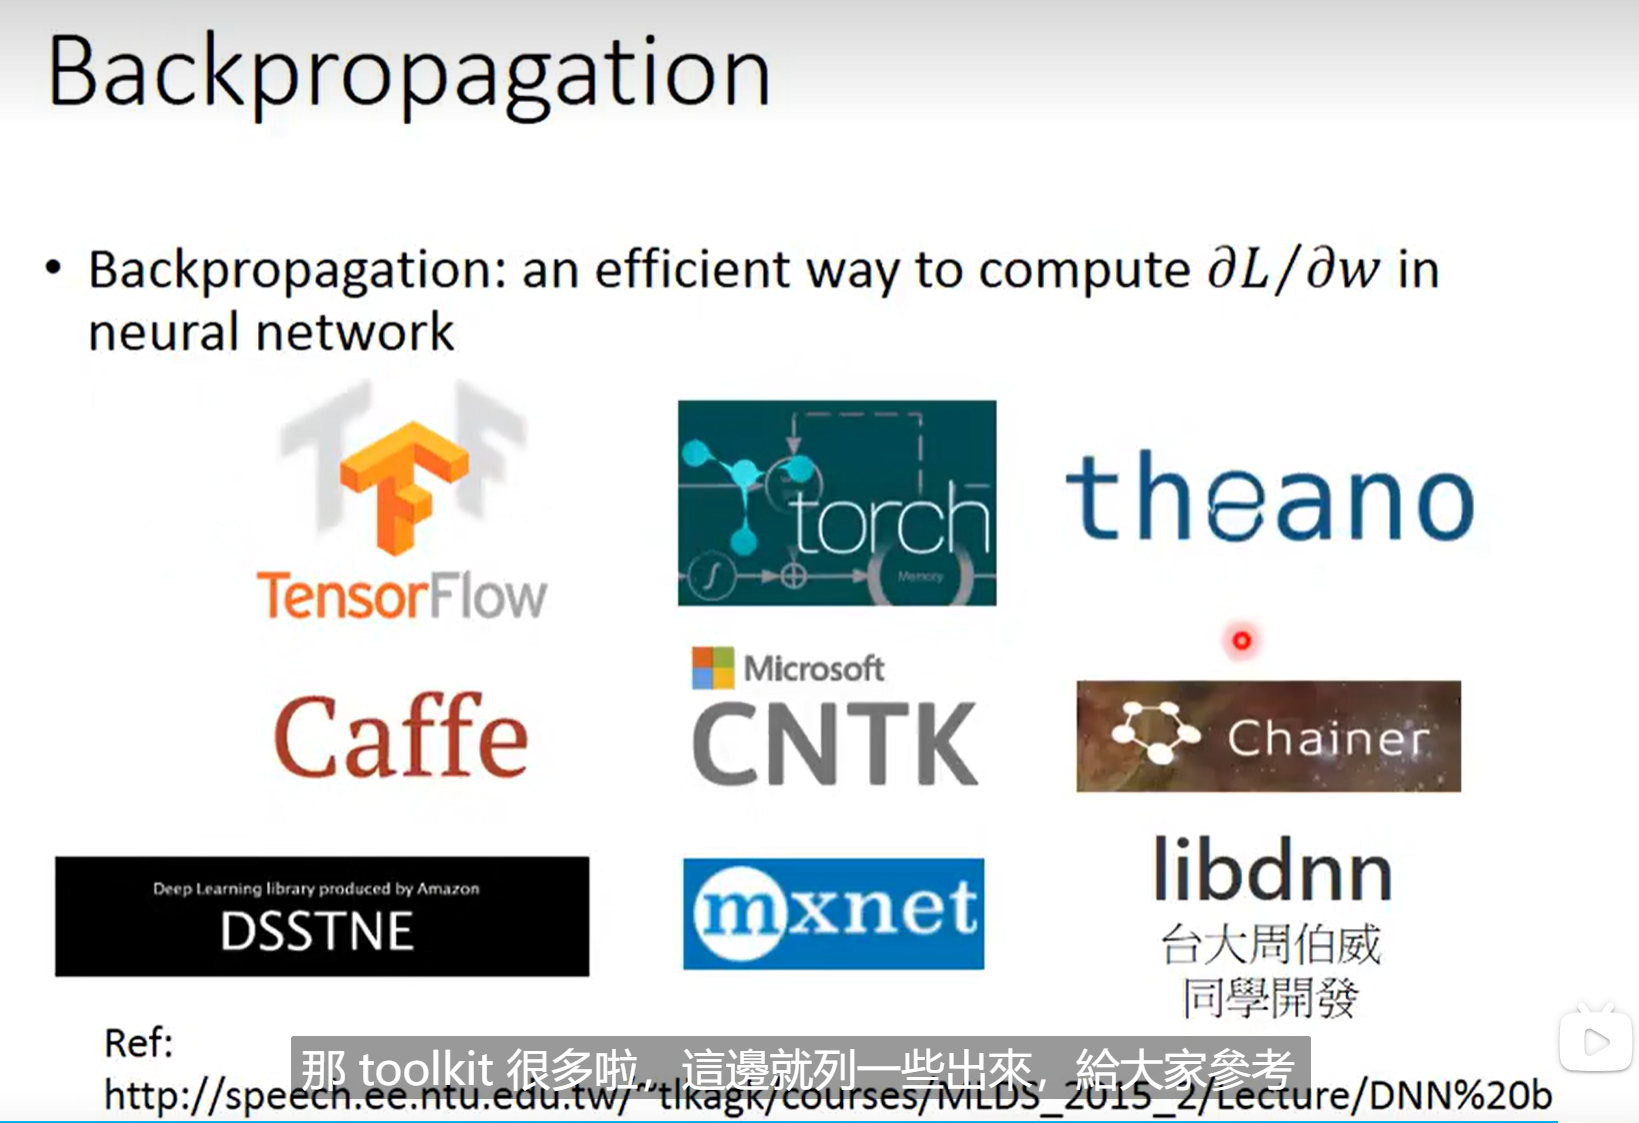 Backpropagation
• Backpropagation: an efficient way to compute ∂L/∂w in
neural network
TF
TensorFlow
torch
Memory
theano
Caffe
Microsoft
CNTK
Chainer
Deep Learning library produced by Amazon
DSSTNE
mxnet
libdnn
台大周伯威
同學開發
Ref:
那 toolkit 很多啦，這邊就列一些出來，給大家參考
http://speech.ee.ntu.edu.tw/~tlkagk/courses/MLDS_2015_2/Lecture/DNN%20b